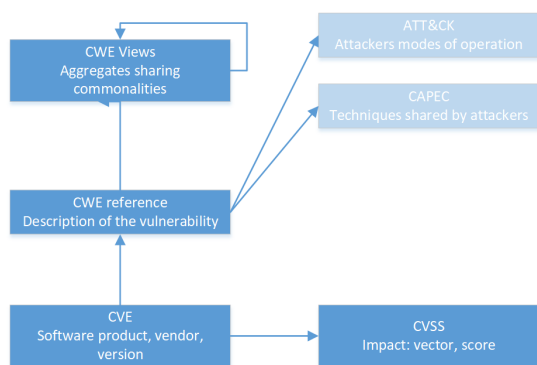 CWE Views
Aggregates sharing
commonalities
ATT&CK
Attackers modes of operation
CAPEC
Techniques shared by attackers
CWE reference
Description of the vulnerability
CVE
Software product, vendor,
version
CVSS
Impact: vector, score